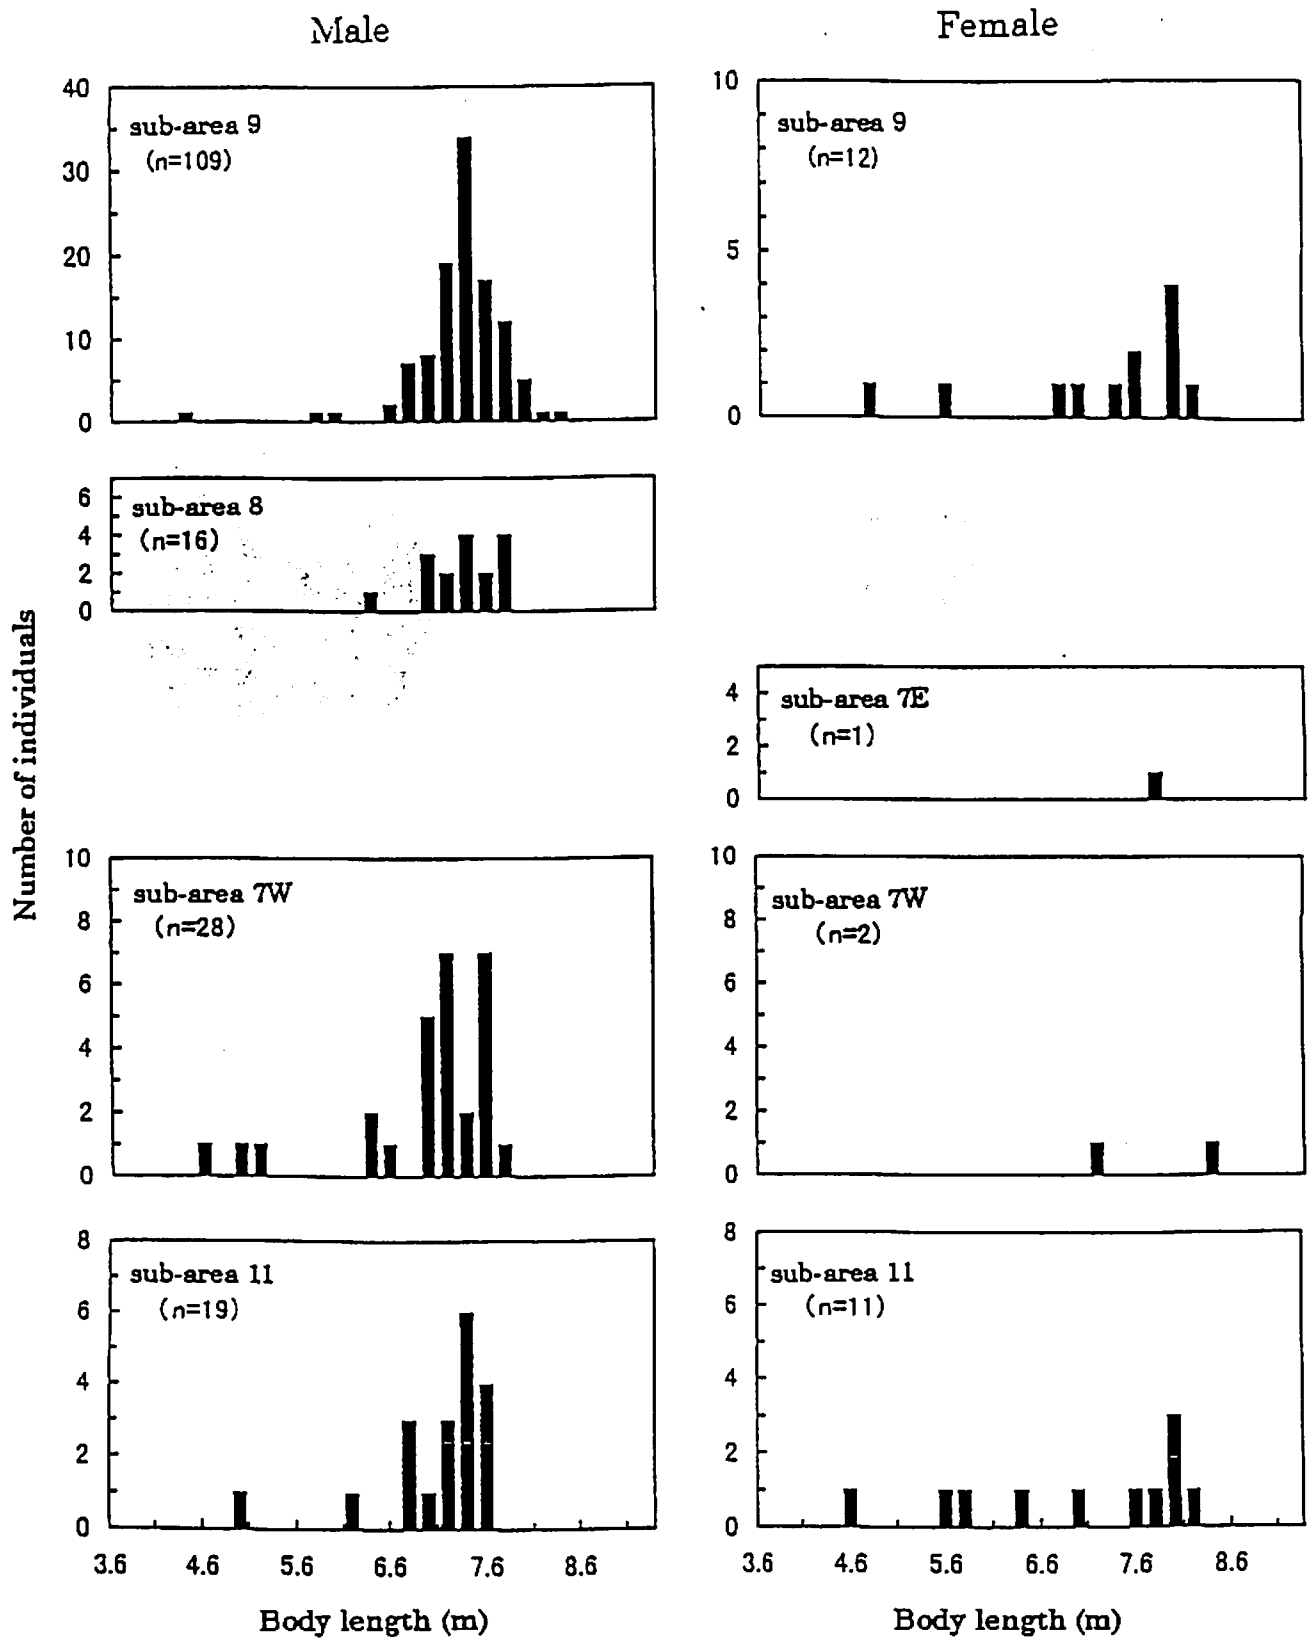 Male
Female
Number of individuals
40
30
20
10
0
sub-area 9
(n=109)
10
5
0
sub-area 9
(n=12)
6
4
2
0
sub-area 8
(n=16)
4
2
0
sub-area 7E
(n=1)
10
8
6
4
2
0
sub-area 7W
(n=28)
10
8
6
4
2
0
sub-area 7W
(n=2)
8
6
4
2
0
sub-area 11
(n=19)
3.6 4.6 5.6 6.6 7.6 8.6
Body length (m)
8
6
4
2
0
sub-area 11
(n=11)
3.6 4.6 5.6 6.6 7.6 8.6
Body length (m)